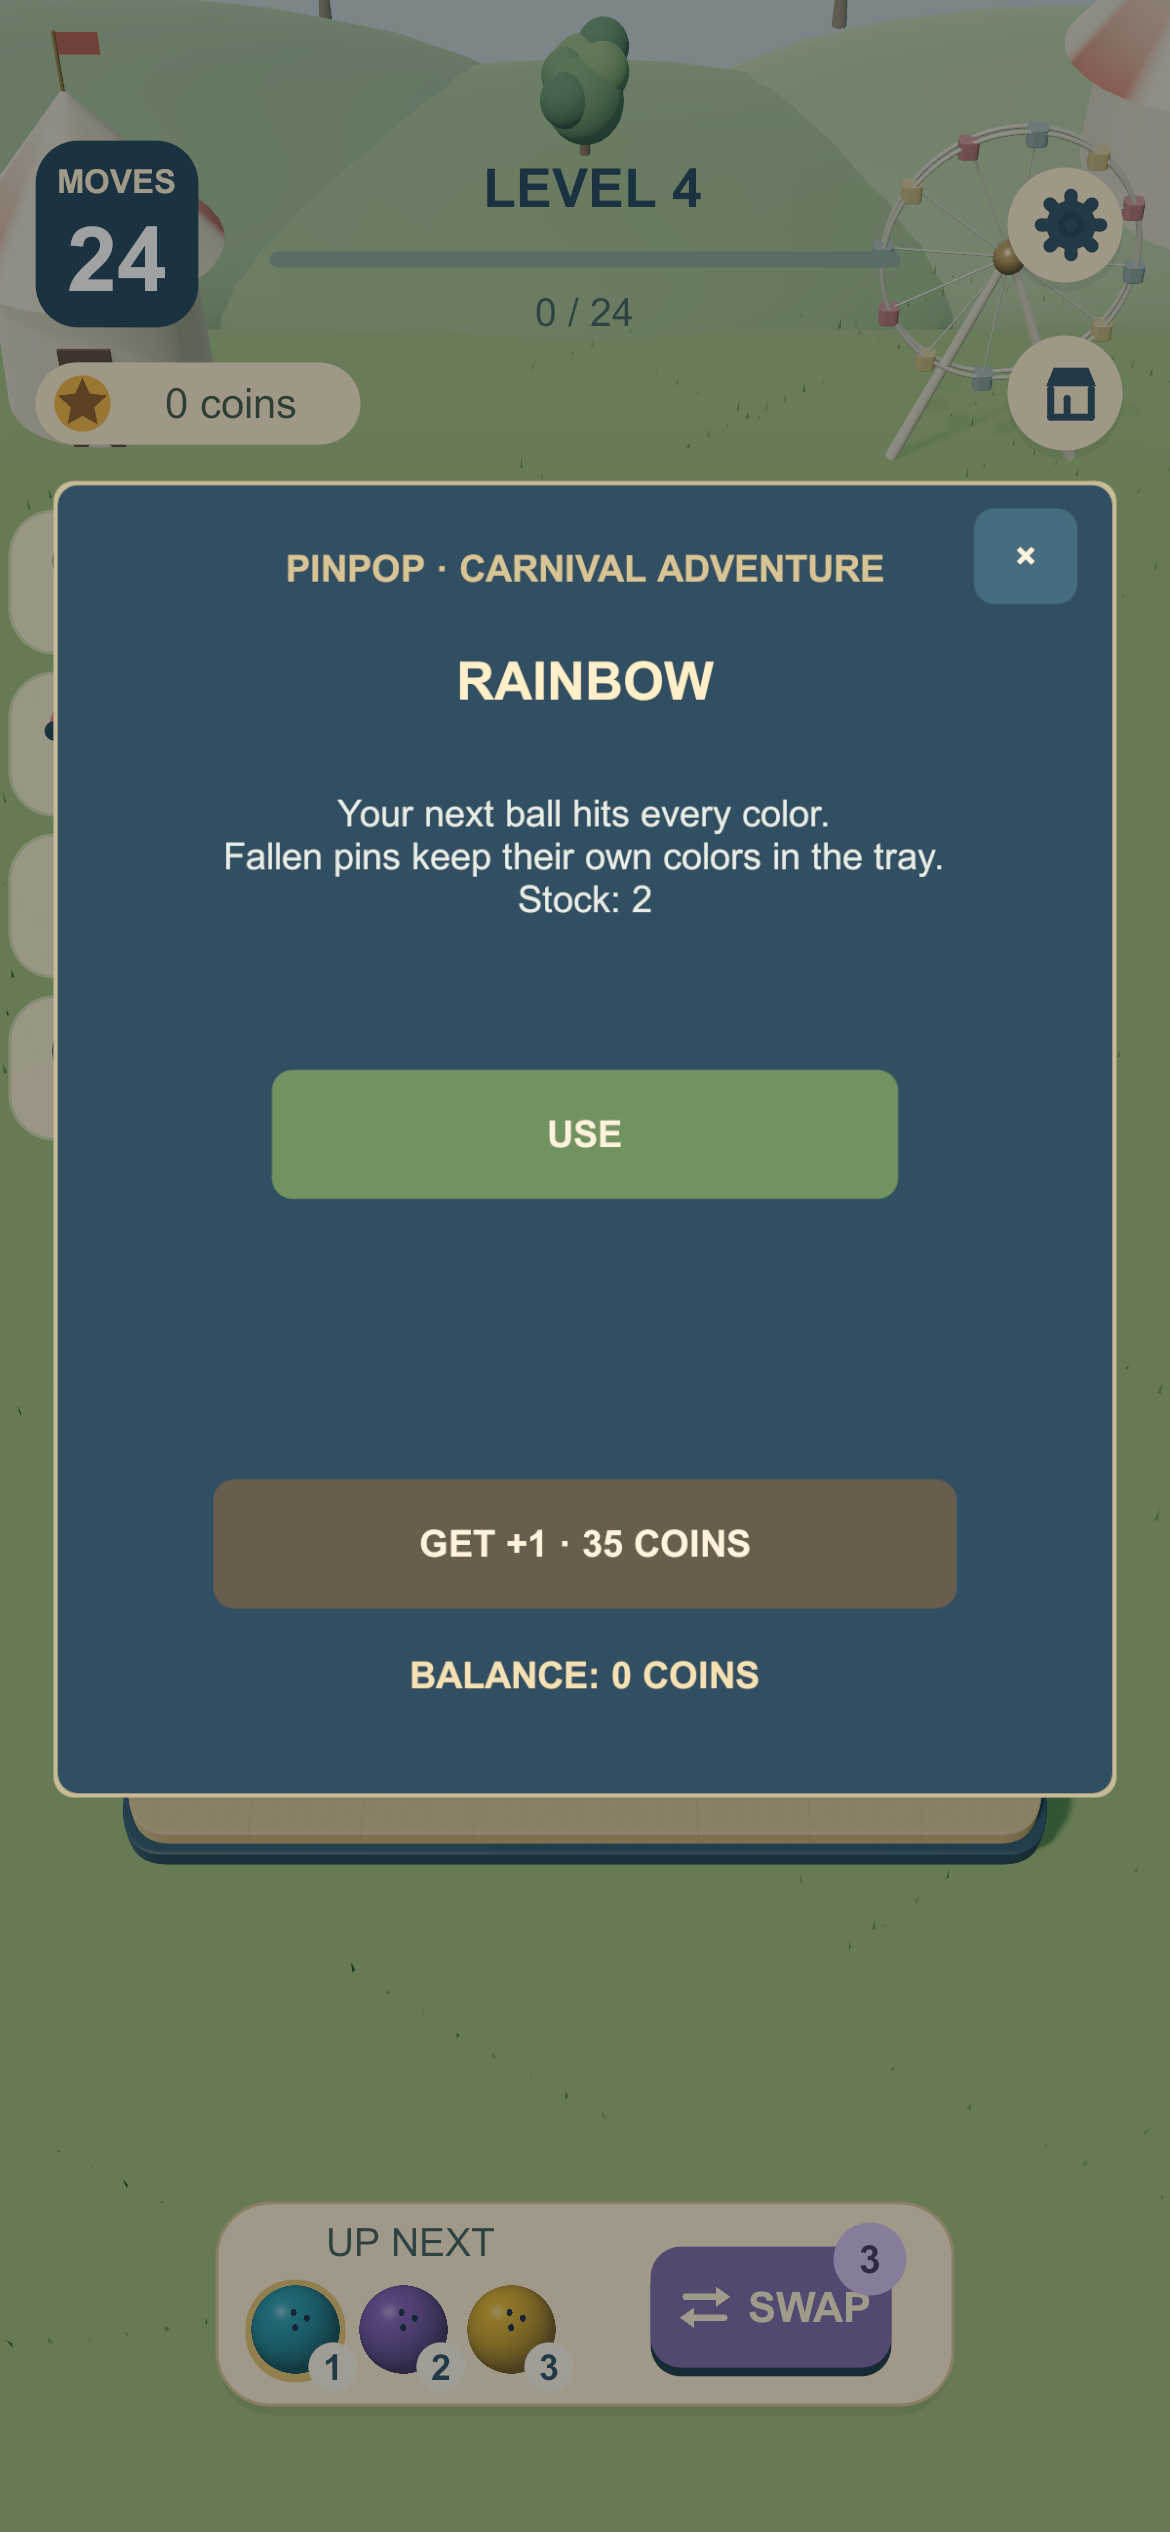 MOVES
24
LEVEL 4
0 / 24
0 coins
PINPOP · CARNIVAL ADVENTURE
×
RAINBOW
Your next ball hits every color.
Fallen pins keep their own colors in the tray.
Stock: 2
USE
GET +1 · 35 COINS
BALANCE: 0 COINS
UP NEXT
1
2
3
SWAP
3